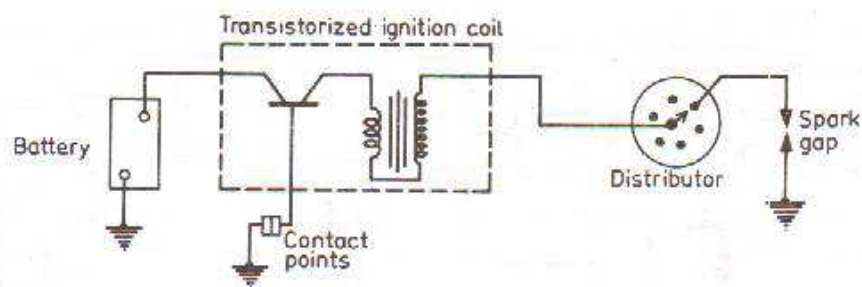 Transistorized ignition coil
Battery
Contact
points
Distributor
Spark
gap